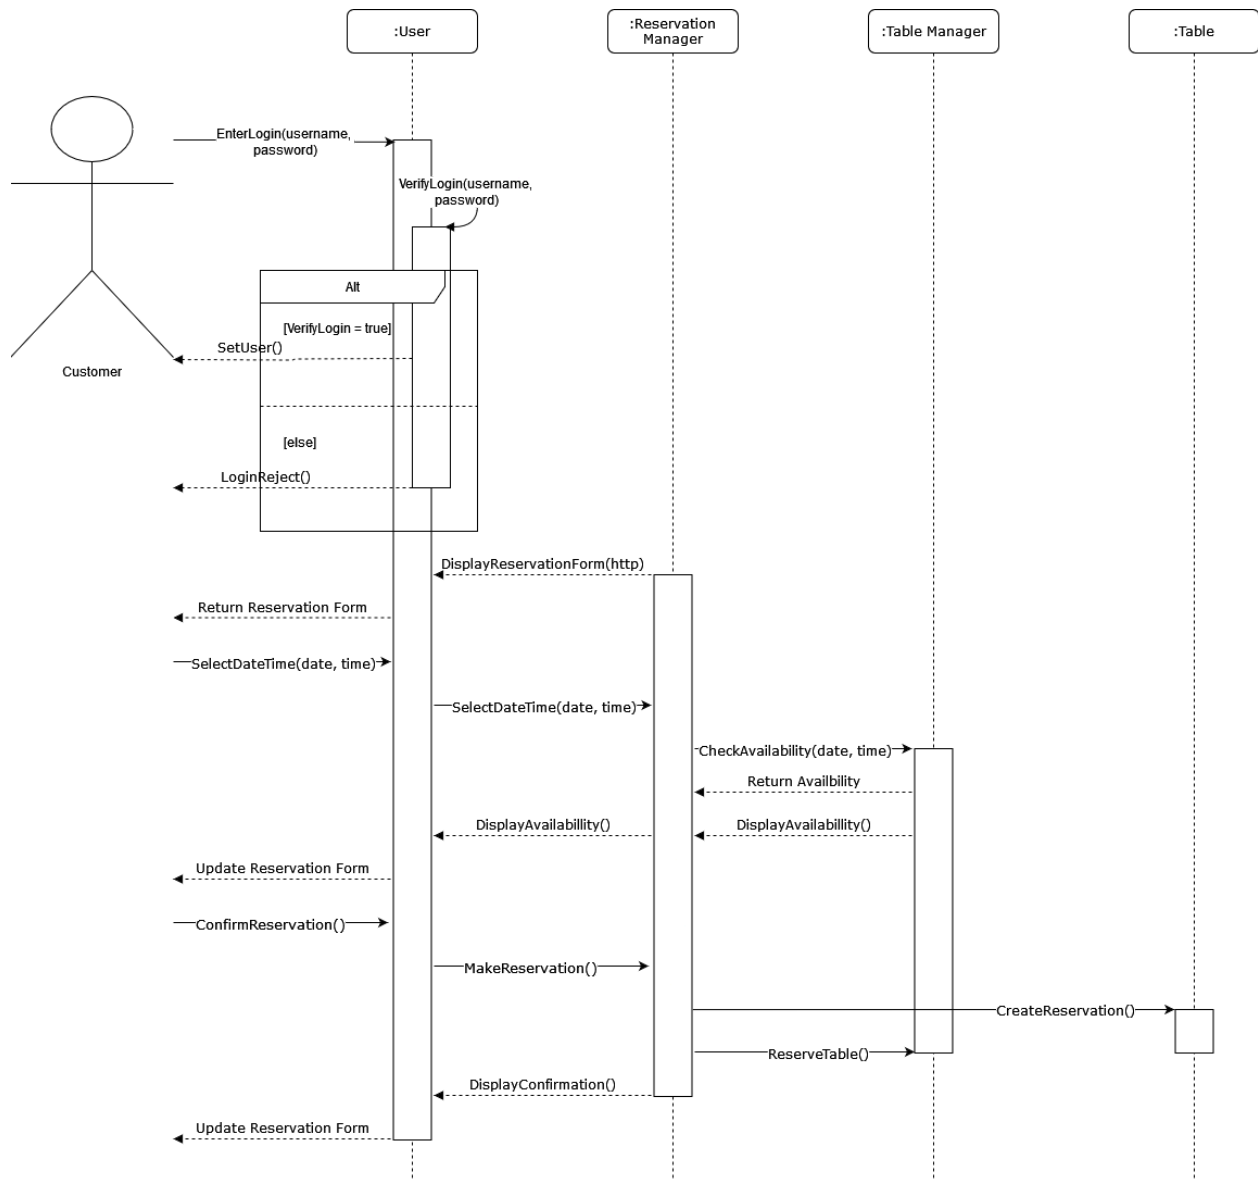 :User
:Reservation
Manager
:Table Manager
:Table
EnterLogin(username,
password)
VerifyLogin(username,
password)
Alt
[VerifyLogin = true]
SetUser()
Customer
[else]
LoginReject()
DisplayReservationForm(http)
Return Reservation Form
SelectDateTime(date, time)
SelectDateTime(date, time)
CheckAvailability(date, time)
Return Availbility
DisplayAvailabillity()
DisplayAvailabillity()
Update Reservation Form
ConfirmReservation()
MakeReservation()
CreateReservation()
ReserveTable()
DisplayConfirmation()
Update Reservation Form